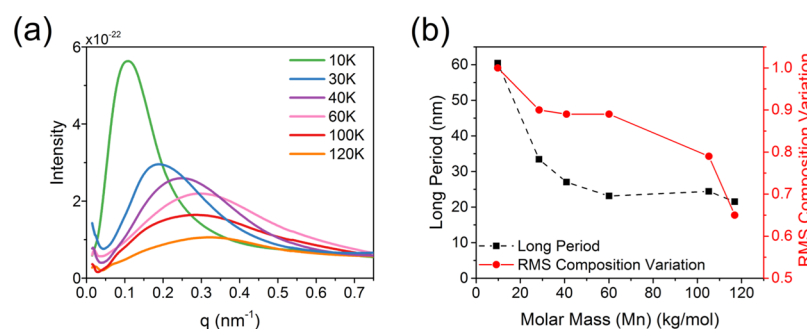 (a)
x10⁻²²
6
4
2
0
0.0 0.1 0.2 0.3 0.4 0.5 0.6 0.7
Intensity
q (nm⁻¹)
10K
30K
40K
60K
100K
120K
(b)
60
50
40
30
20
10
0
0 20 40 60 80 100 120
1.0
0.9
0.8
0.7
0.6
0.5
Long Period (nm)
RMS Composition Variation
Long Period
RMS Composition Variation
Molar Mass (Mn) (kg/mol)